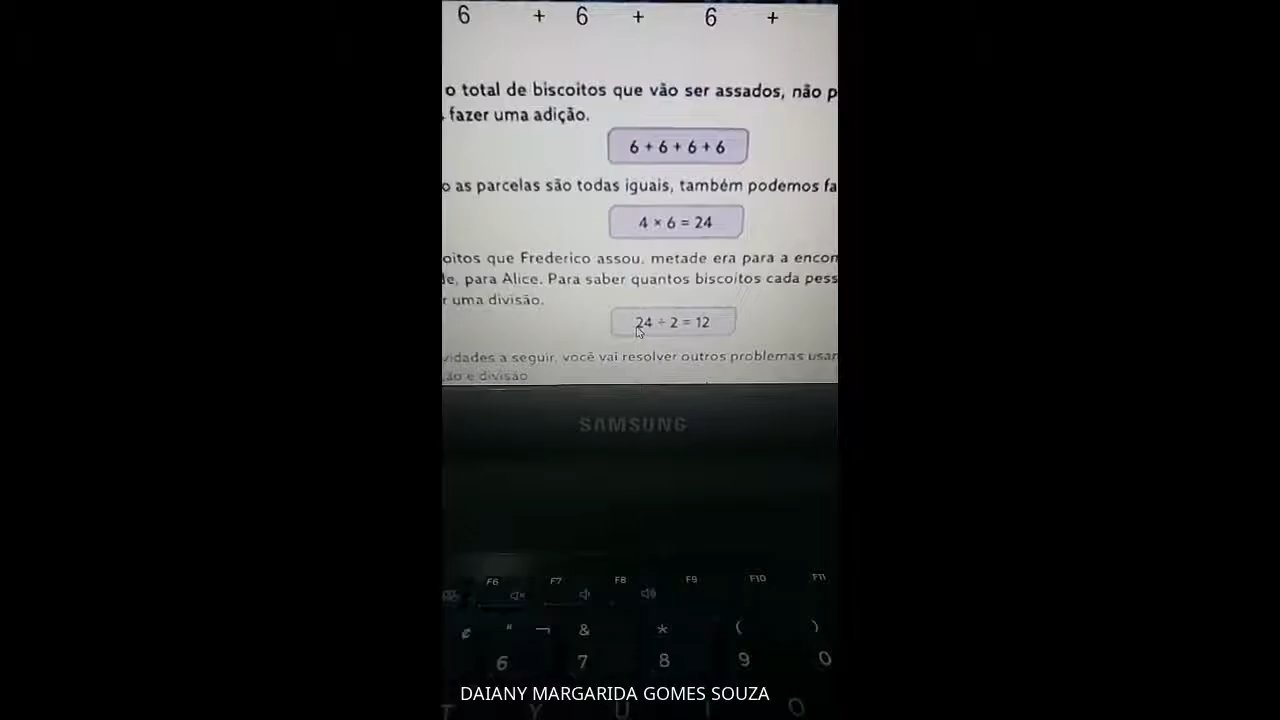 6 + 6 + 6 +
o total de biscoitos que vão ser assados, não p
fazer uma adição.
6 + 6 + 6 + 6
o as parcelas são todas iguais, também podemos fa
4 × 6 = 24
oitos que Frederico assou, metade era para a encon
de, para Alice. Para saber quantos biscoitos cada pess
r uma divisão.
24 ÷ 2 = 12
vidades a seguir, você vai resolver outros problemas usan
ção e divisão
SAMSUNG
F6 F7 F8 F9 F10 F11
¢ " ¬ & * ( )
6 7 8 9 0
T Y U I O
DAIANY MARGARIDA GOMES SOUZA